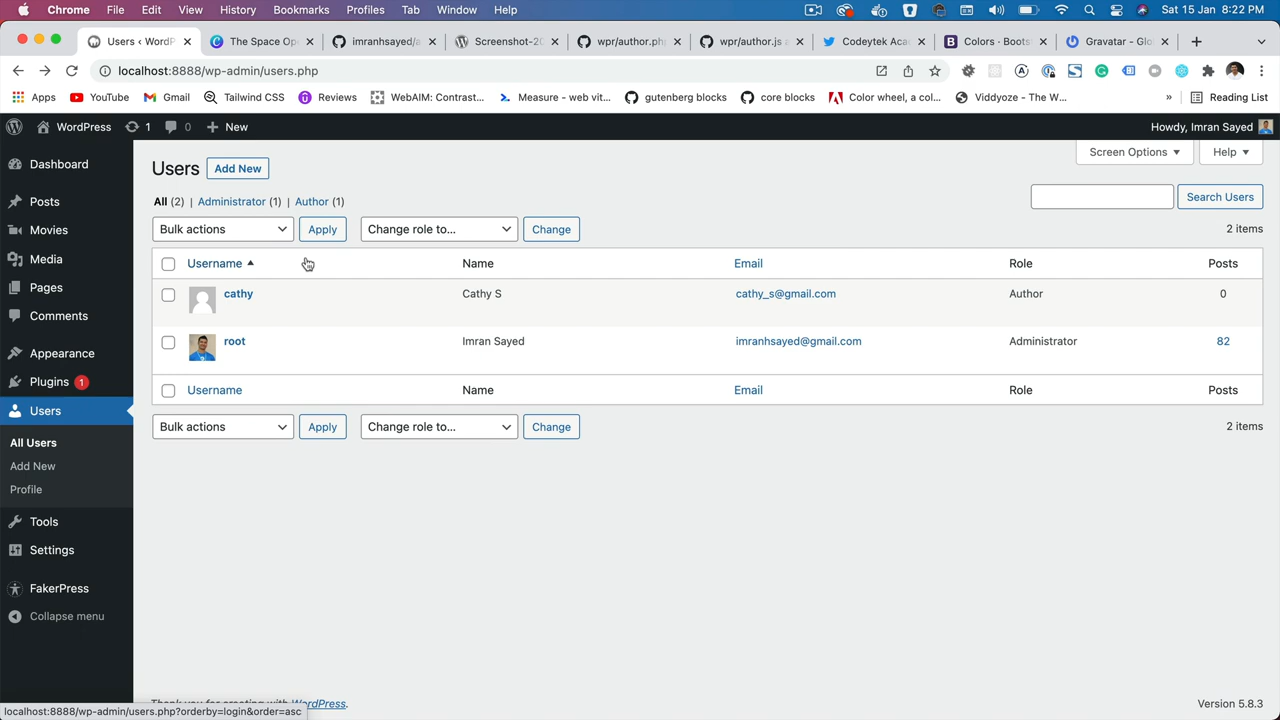 Chrome File Edit View History Bookmarks Profiles Tab Window Help Sat 15 Jan 8:22 PM
Users ‹ WordP The Space Op imranhsayed/a Screenshot-20 wpr/author.ph wpr/author.js a Codeytek Aca Colors · Boots Gravatar - Glo
localhost:8888/wp-admin/users.php
Apps YouTube Gmail Tailwind CSS Reviews WebAIM: Contrast... Measure - web vit... gutenberg blocks core blocks Color wheel, a col... Viddyoze - The W... » Reading List
WordPress 1 0 New Howdy, Imran Sayed
Dashboard
Posts
Movies
Media
Pages
Comments
Appearance
Plugins 1
Users
All Users
Add New
Profile
Tools
Settings
FakerPress
Collapse menu
Screen Options Help
Users Add New
All (2) | Administrator (1) | Author (1)
Search Users
Bulk actions Apply Change role to... Change 2 items
Username Name Email Role Posts
cathy Cathy S cathy_s@gmail.com Author 0
root Imran Sayed imranhsayed@gmail.com Administrator 82
Username Name Email Role Posts
Bulk actions Apply Change role to... Change 2 items
Thank you for creating with WordPress. Version 5.8.3
localhost:8888/wp-admin/users.php?orderby=login&order=asc